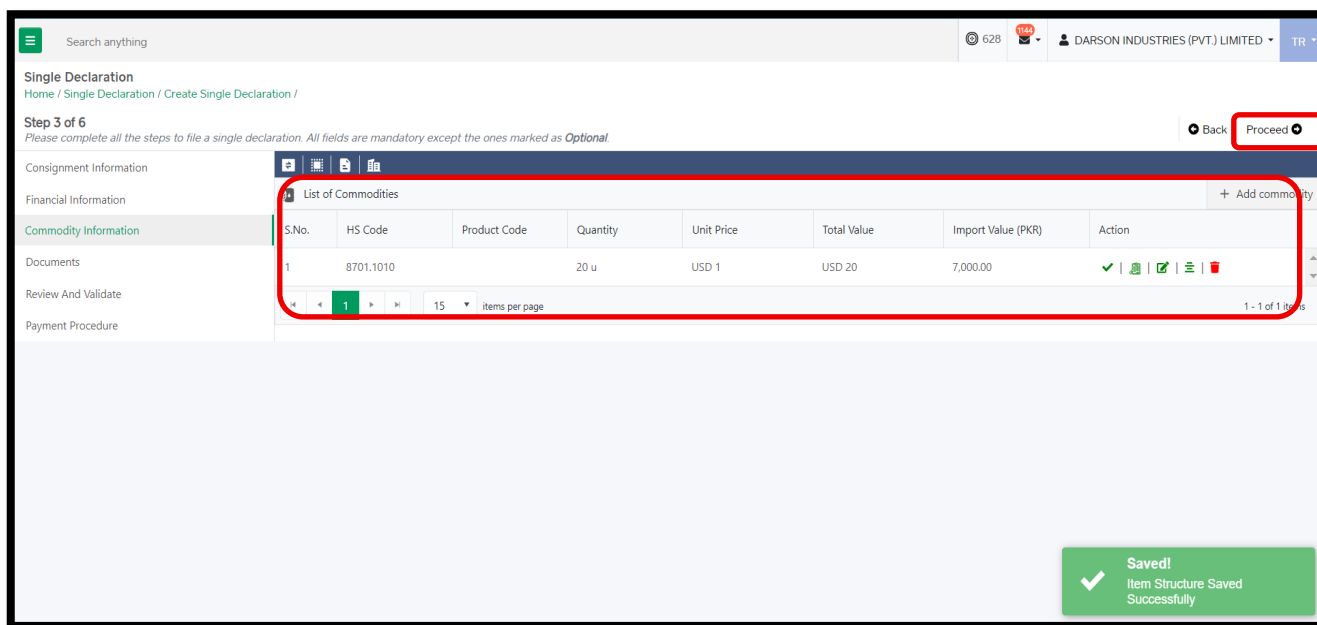 Search anything
628
1144
DARSON INDUSTRIES (PVT.) LIMITED
TR
Single Declaration
Home / Single Declaration / Create Single Declaration /
Step 3 of 6
Please complete all the steps to file a single declaration. All fields are mandatory except the ones marked as Optional.
Back
Proceed
Consignment Information
Financial Information
Commodity Information
Documents
Review And Validate
Payment Procedure
List of Commodities
+ Add commodity
S.No. HS Code Product Code Quantity Unit Price Total Value Import Value (PKR) Action
1 8701.1010 20 u USD 1 USD 20 7,000.00
1 15 items per page 1 - 1 of 1 items
Saved!
Item Structure Saved
Successfully